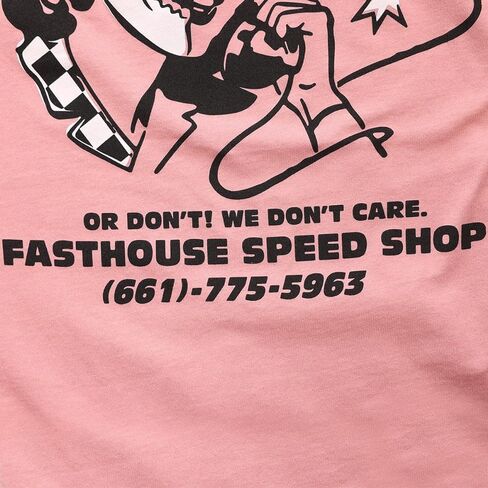 OR DON'T! WE DON'T CARE.
FASTHOUSE SPEED SHOP
(661)-775-5963